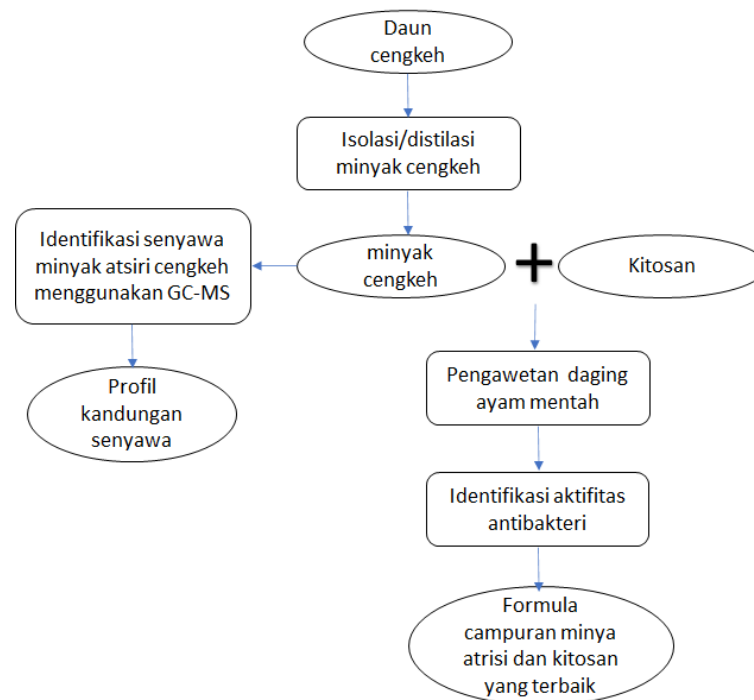 Daun
cengkeh
Isolasi/distilasi
minyak cengkeh
Identifikasi senyawa
minyak atsiri cengkeh
menggunakan GC-MS
minyak
cengkeh
+
Kitosan
Profil
kandungan
senyawa
Pengawetan daging
ayam mentah
Identifikasi aktifitas
antibakteri
Formula
campuran minya
atrisi dan kitosan
yang terbaik